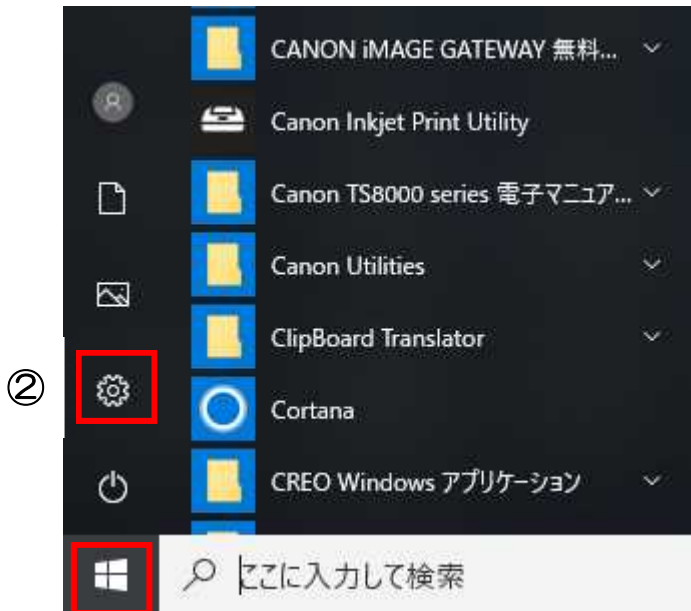 CANON iMAGE GATEWAY 無料...
Canon Inkjet Print Utility
Canon TS8000 series 電子マニュア...
Canon Utilities
ClipBoard Translator
②
Cortana
CREO Windows アプリケーション
ここに入力して検索